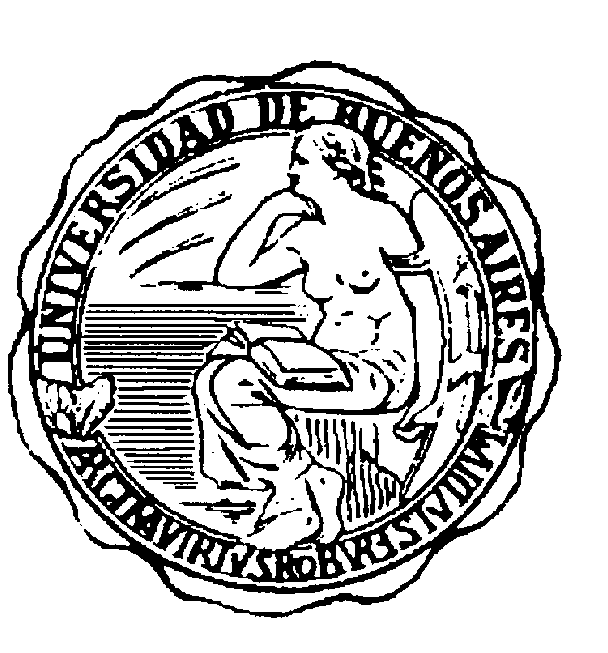 UNIVERSIDAD DE BUENOS AIRES
VIRTVS ROBVR ET STVDIVM